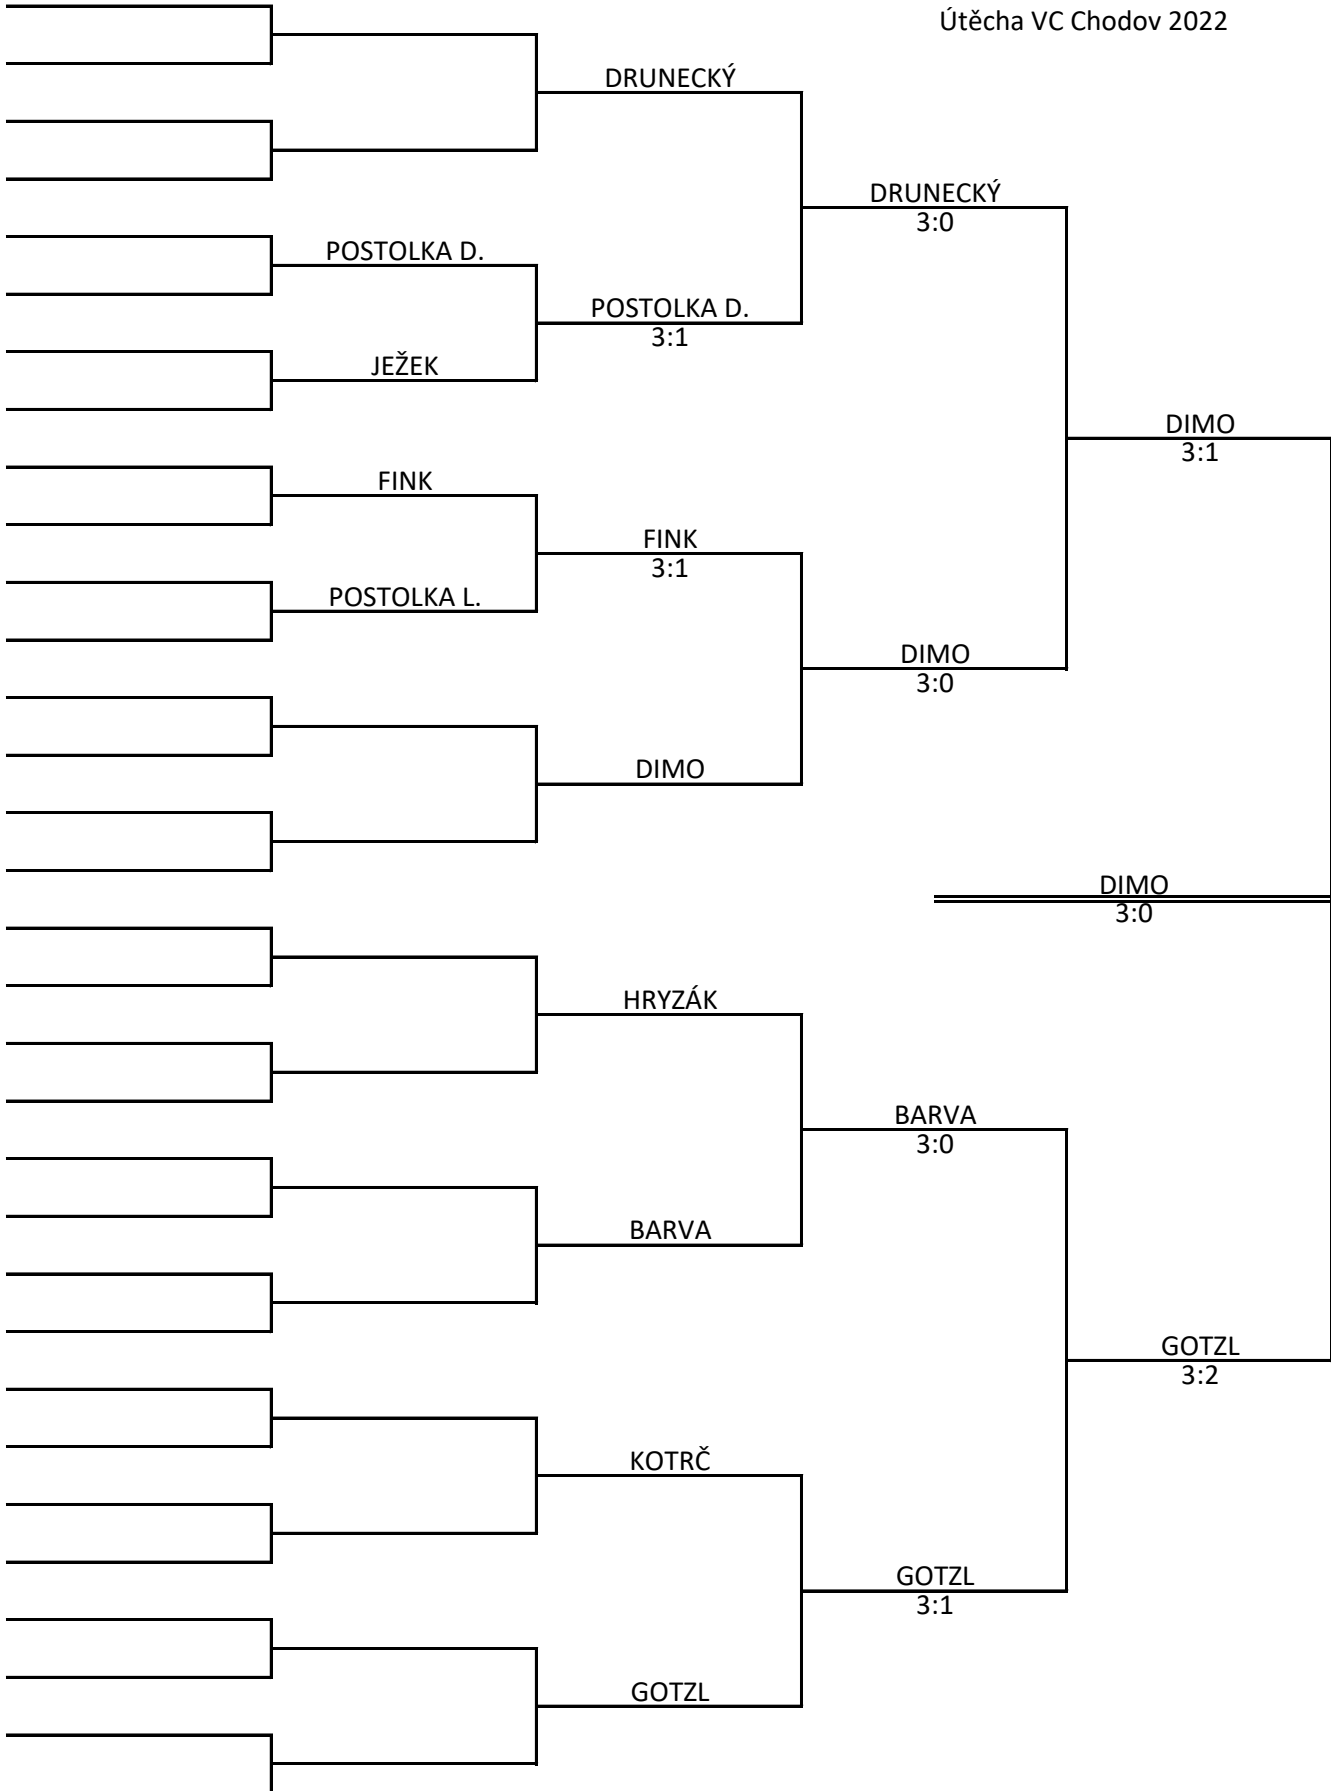 Útěcha VC Chodov 2022
DRUNECKÝ
DRUNECKÝ
3:0
POSTOLKA D.
POSTOLKA D.
3:1
JEŽEK
DIMO
3:1
FINK
FINK
3:1
POSTOLKA L.
DIMO
3:0
DIMO
DIMO
3:0
HRYZÁK
BARVA
3:0
BARVA
GOTZL
3:2
KOTRČ
GOTZL
3:1
GOTZL